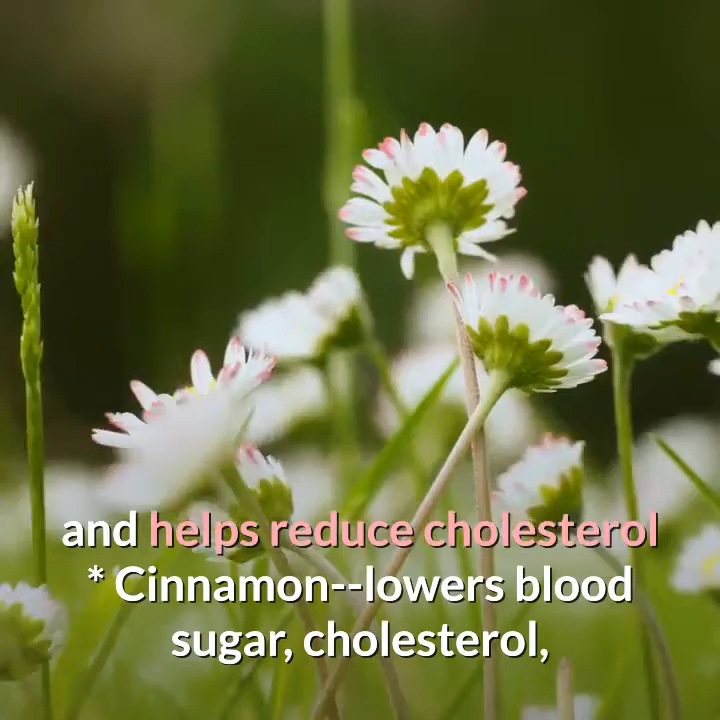 and helps reduce cholesterol
* Cinnamon--lowers blood
sugar, cholesterol,